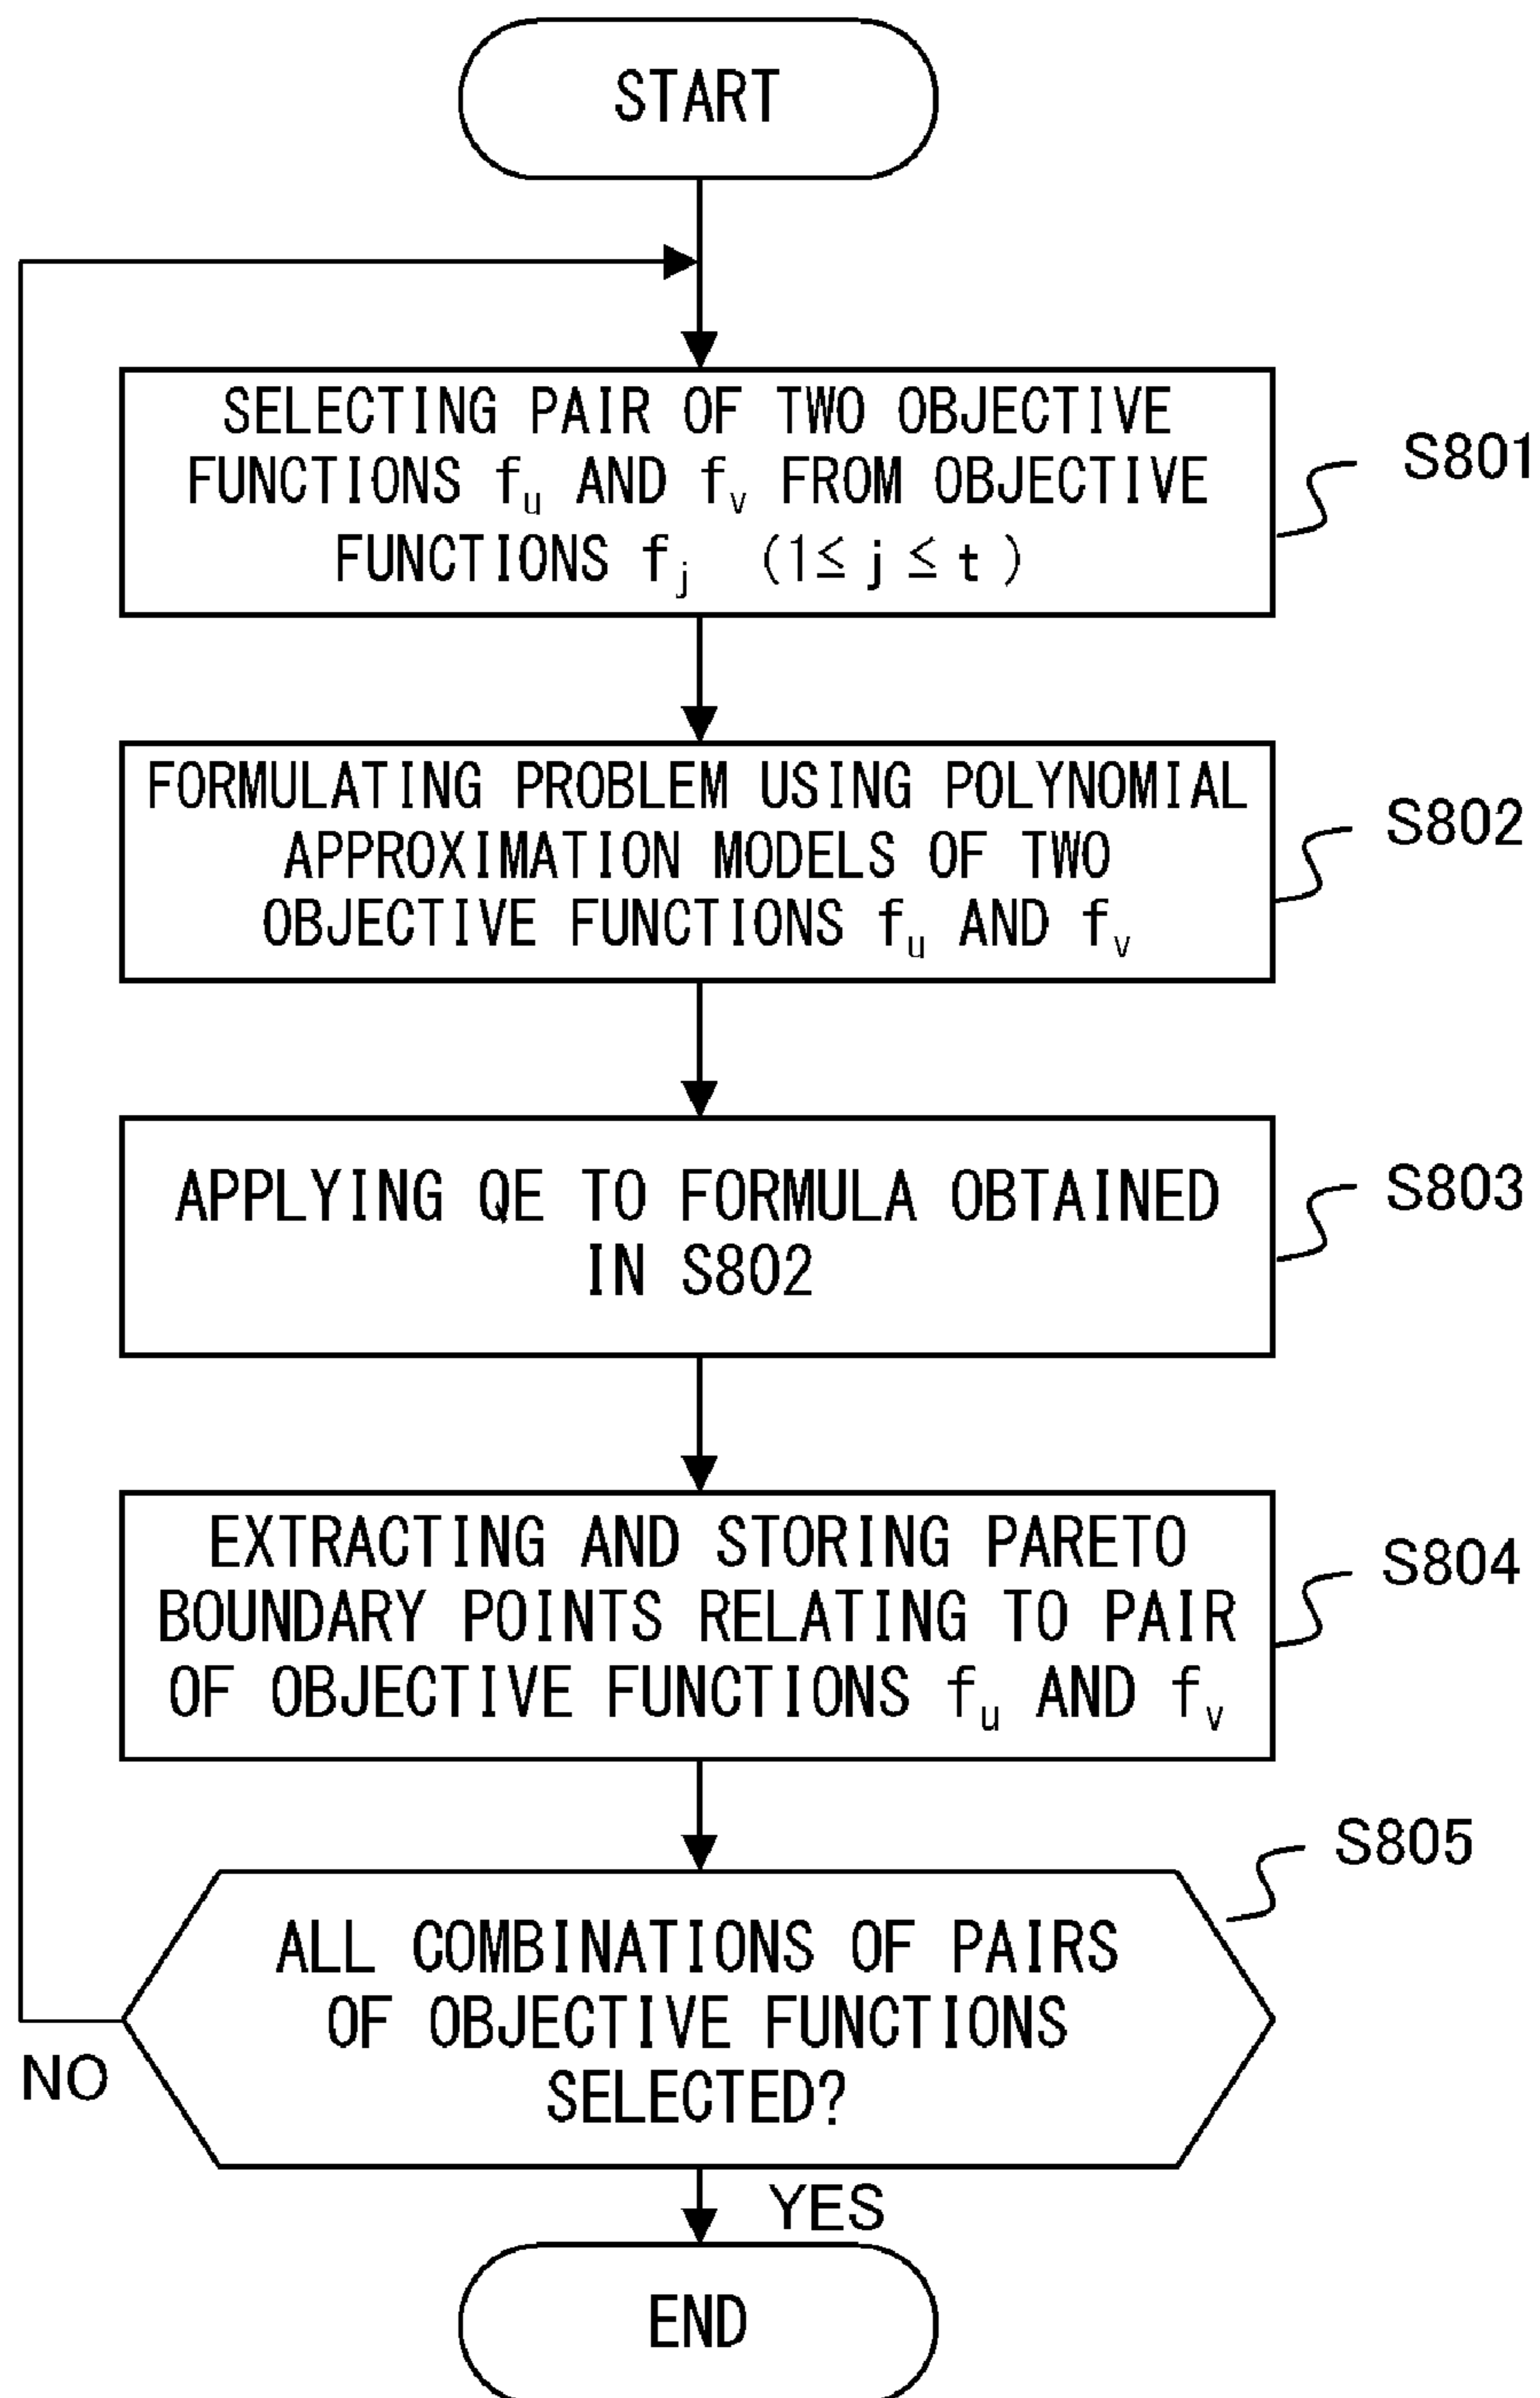 START
SELECTING PAIR OF TWO OBJECTIVE
FUNCTIONS fu AND fv FROM OBJECTIVE
FUNCTIONS fj (1≤ j ≤ t )
S801
FORMULATING PROBLEM USING POLYNOMIAL
APPROXIMATION MODELS OF TWO
OBJECTIVE FUNCTIONS fu AND fv
S802
APPLYING QE TO FORMULA OBTAINED
IN S802
S803
EXTRACTING AND STORING PARETO
BOUNDARY POINTS RELATING TO PAIR
OF OBJECTIVE FUNCTIONS fu AND fv
S804
S805
ALL COMBINATIONS OF PAIRS
OF OBJECTIVE FUNCTIONS
SELECTED?
NO
YES
END